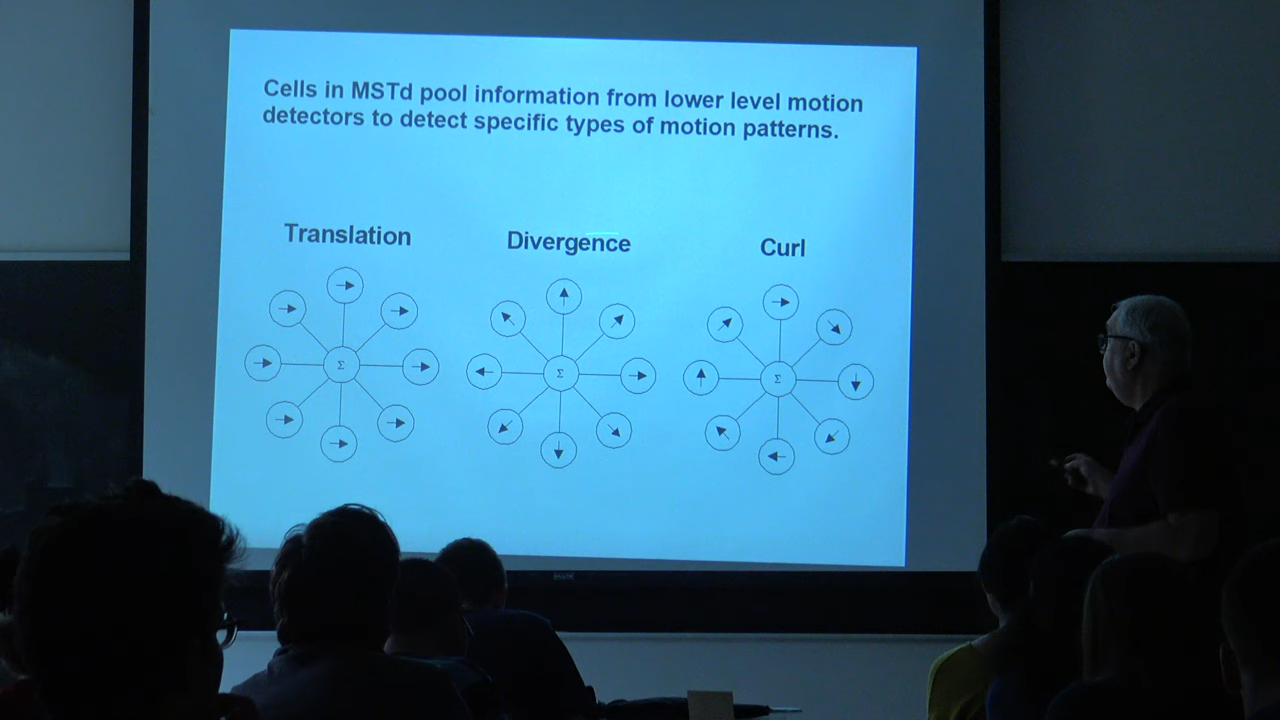 Cells in MSTd pool information from lower level motion
detectors to detect specific types of motion patterns.
Translation Divergence Curl
Σ Σ Σ